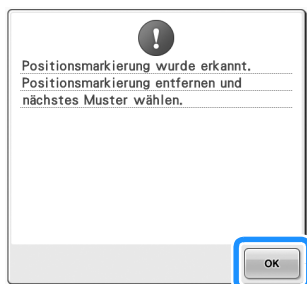 Positionsmarkierung wurde erkannt.
Positionsmarkierung entfernen und
nächstes Muster wählen.
OK